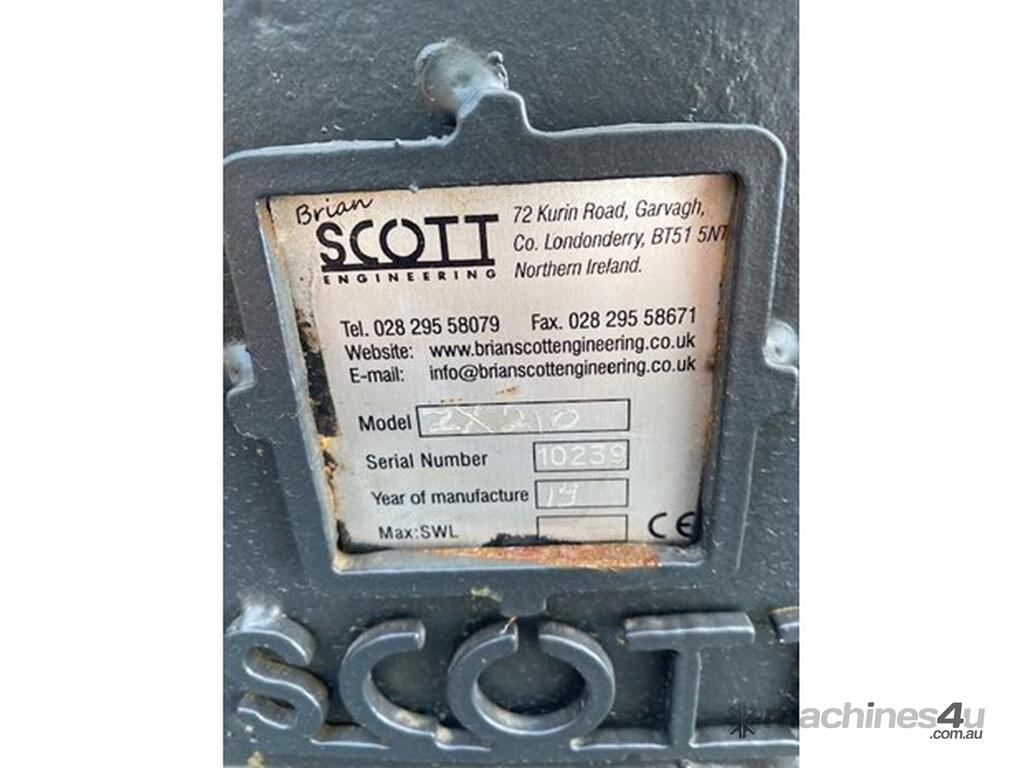 Brian
SCOTT
ENGINEERING
72 Kurin Road, Garvagh,
Co. Londonderry, BT51 5NT
Northern Ireland.
Tel. 028 295 58079 Fax. 028 295 58671
Website: www.brianscottengineering.co.uk
E-mail: info@brianscottengineering.co.uk
Model ZX210
Serial Number 10239
Year of manufacture 19
Max:SWL
CE
SCOTT
machines4u
.com.au